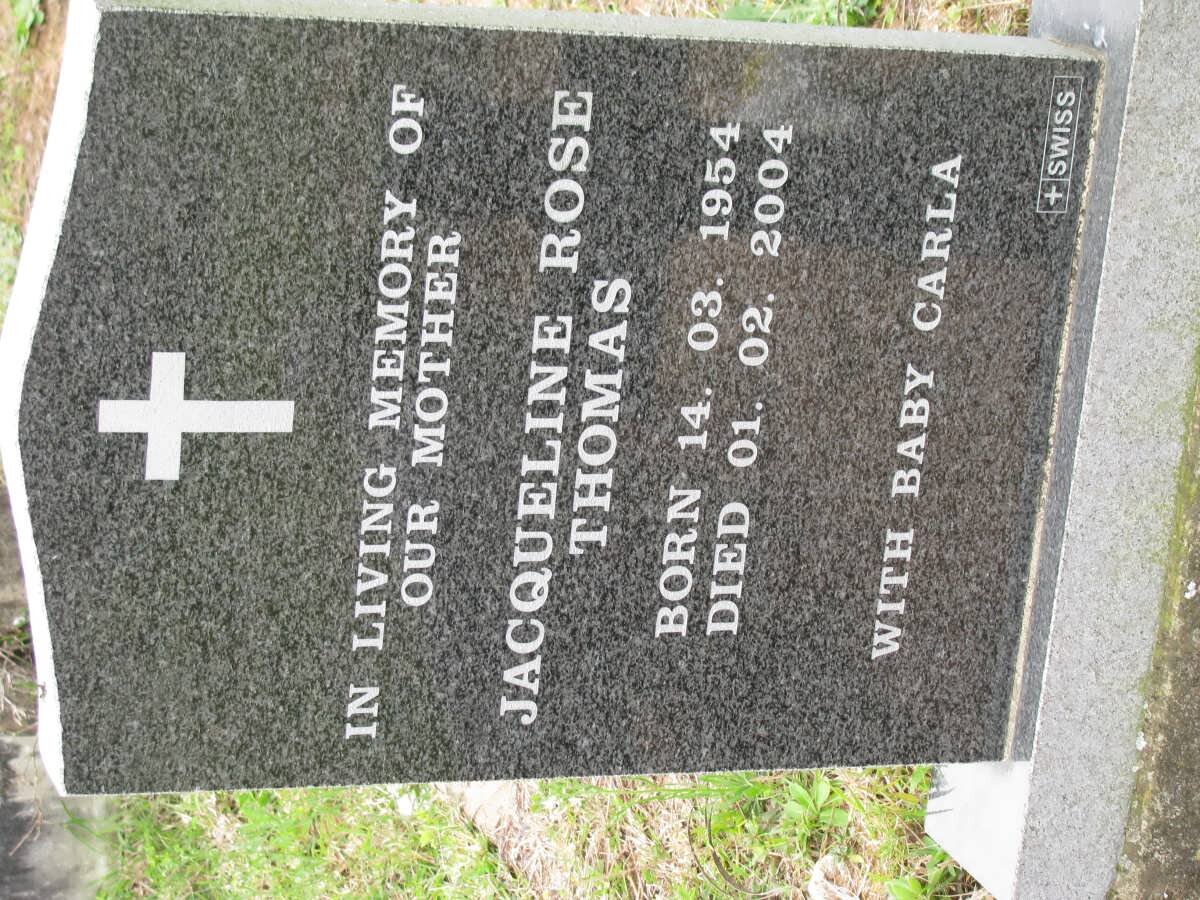 IN LIVING MEMORY OF
OUR MOTHER
JACQUELINE ROSE
THOMAS
BORN 14. 03. 1954
DIED 01. 02. 2004
WITH BABY CARLA
SWISS